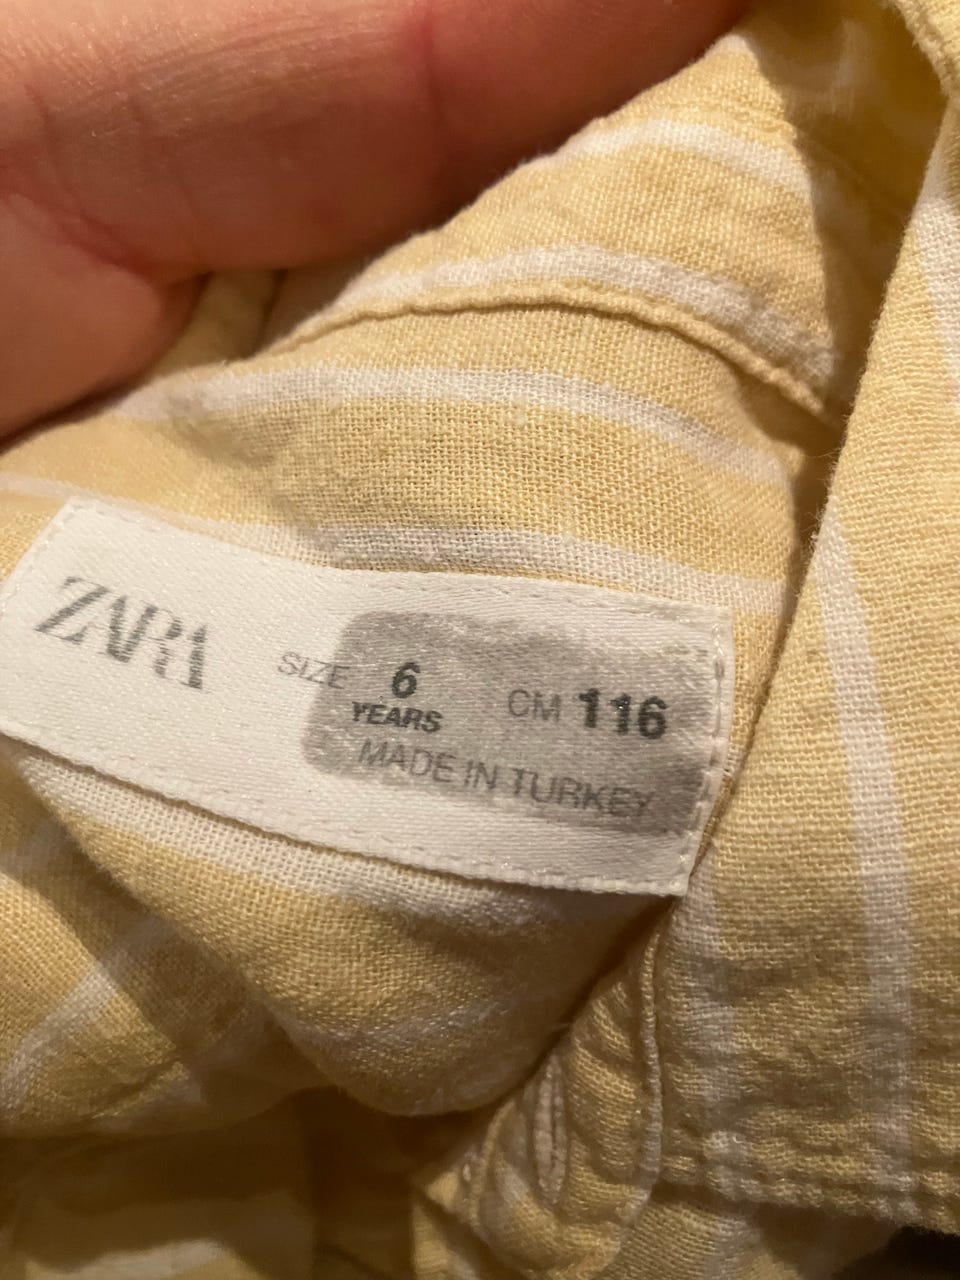 ZARA
SIZE 6 CM 116
YEARS
MADE IN TURKEY